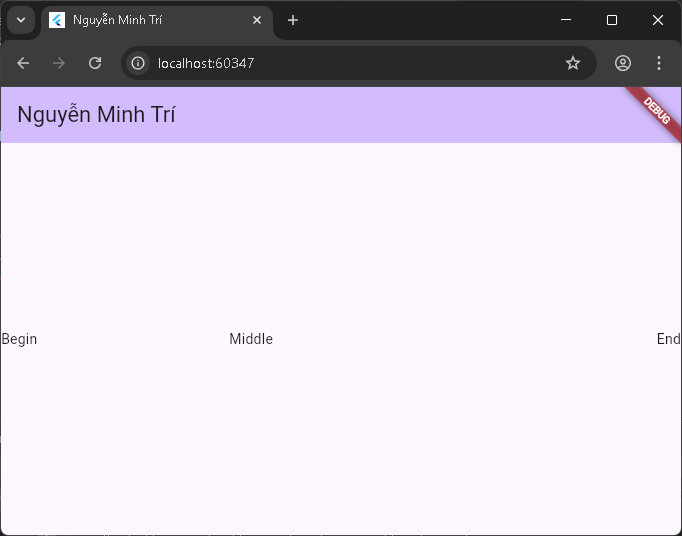 Nguyễn Minh Trí
localhost:60347
Nguyễn Minh Trí
DEBUG
Begin Middle End